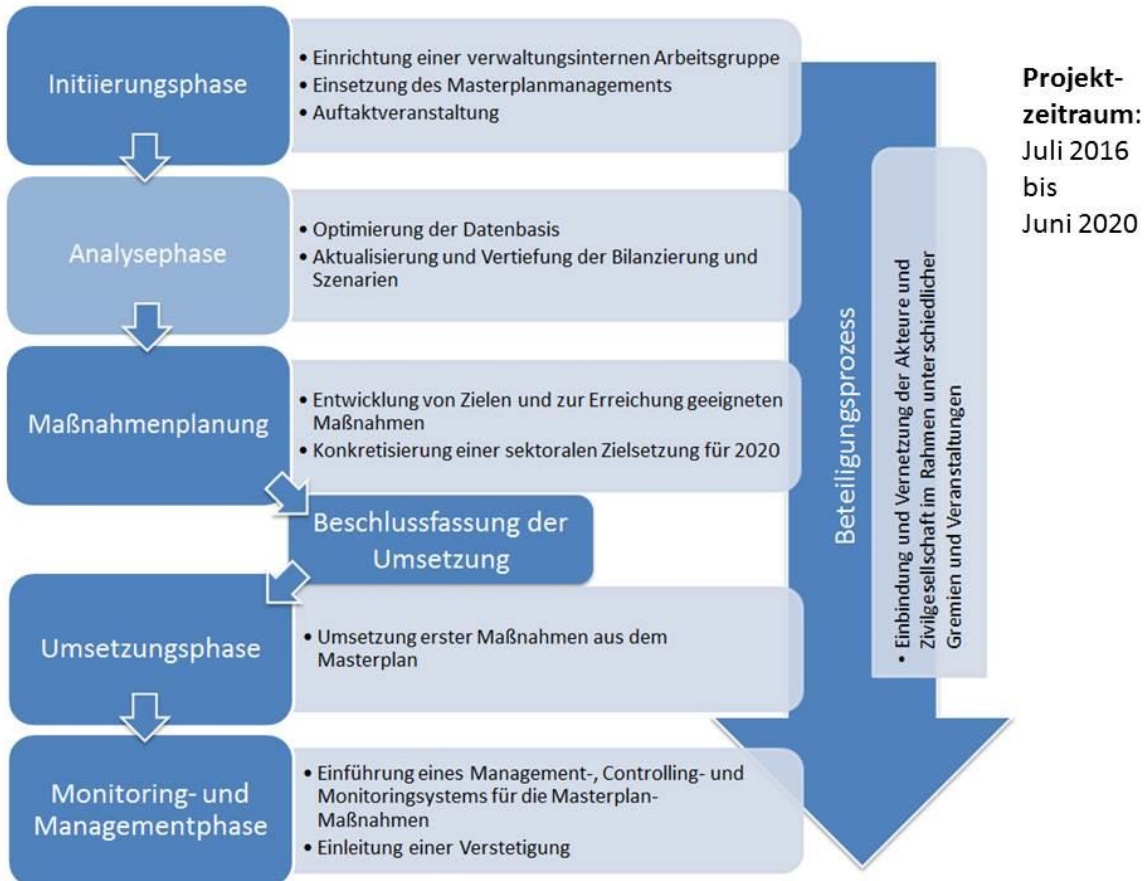 Initiierungsphase
• Einrichtung einer verwaltungsinternen Arbeitsgruppe
• Einsetzung des Masterplanmanagements
• Auftaktveranstaltung
Analysephase
• Optimierung der Datenbasis
• Aktualisierung und Vertiefung der Bilanzierung und
Szenarien
Maßnahmenplanung
• Entwicklung von Zielen und zur Erreichung geeigneten
Maßnahmen
• Konkretisierung einer sektoralen Zielsetzung für 2020
Beschlussfassung der
Umsetzung
Umsetzungsphase
• Umsetzung erster Maßnahmen aus dem
Masterplan
Monitoring- und
Managementphase
• Einführung eines Management-, Controlling- und
Monitoringsystems für die Masterplan-
Maßnahmen
• Einleitung einer Verstetigung
Beteiligungsprozess
• Einbindung und Vernetzung der Akteure und
Zivilgesellschaft im Rahmen unterschiedlicher
Gremien und Veranstaltungen
Projekt-
zeitraum:
Juli 2016
bis
Juni 2020